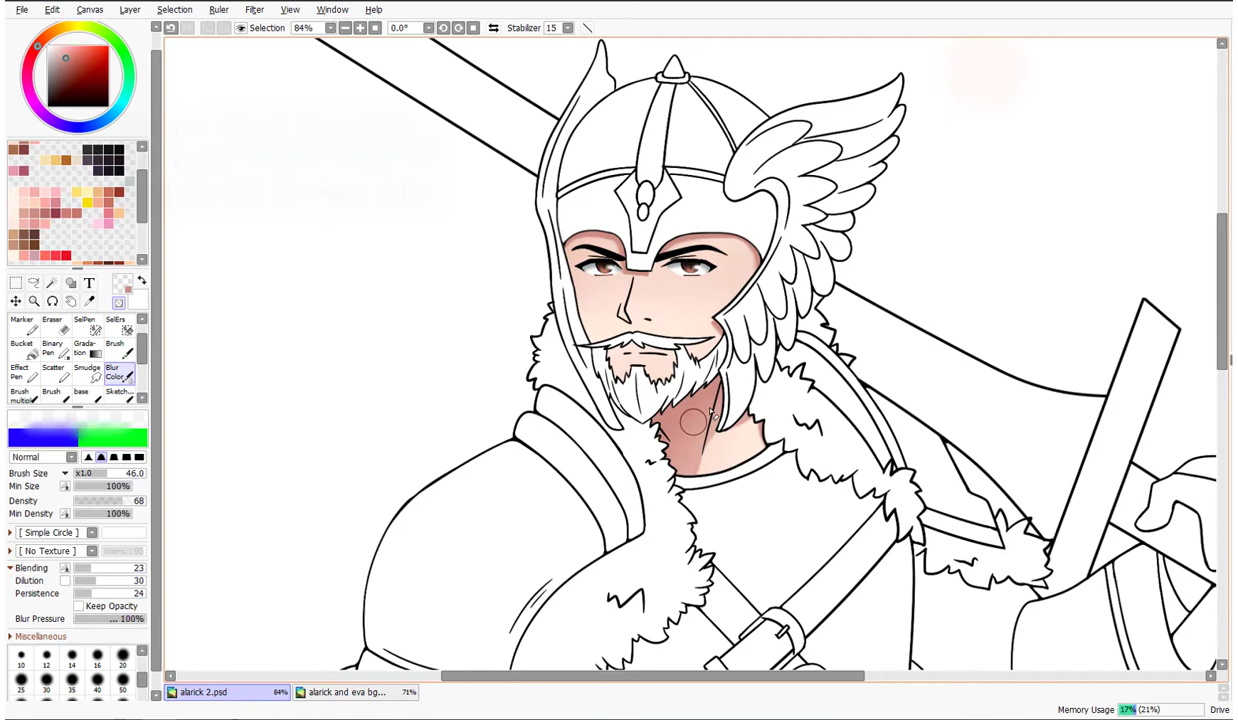 File Edit Canvas Layer Selection Ruler Filter View Window Help
Selection 84% 0.0° Stabilizer 15
T
Marker Eraser SelPen SelErs
Bucket Binary Pen Grada-tion Brush
Effect Pen Scatter Smudge Blur Color...
Brush multiple Brush base Sketch...
Normal
Brush Size x1.0 46.0
Min Size 100%
Density 68
Min Density 100%
[ Simple Circle ]
[ No Texture ]
Blending 23
Dilution 30
Persistence 24
Keep Opacity
Blur Pressure ... 100%
Miscellaneous
10 12 14 16 20
25 30 35 40 50
alarick 2.psd 84% alarick and eva bg... 71%
Memory Usage 17% (21%) Drive